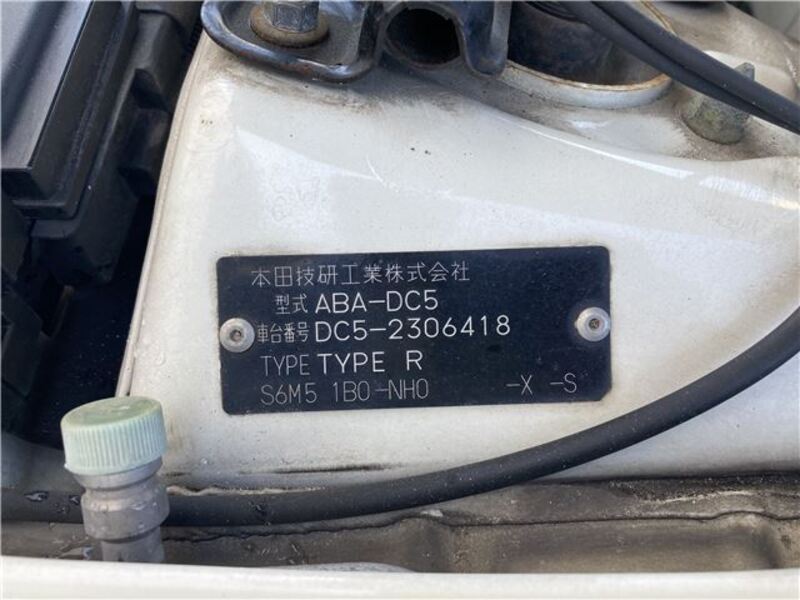 本田技研工業株式会社
型式 ABA-DC5
車台番号 DC5-2306418
TYPE TYPE R
S6M5 1B0-NH0 -X -S